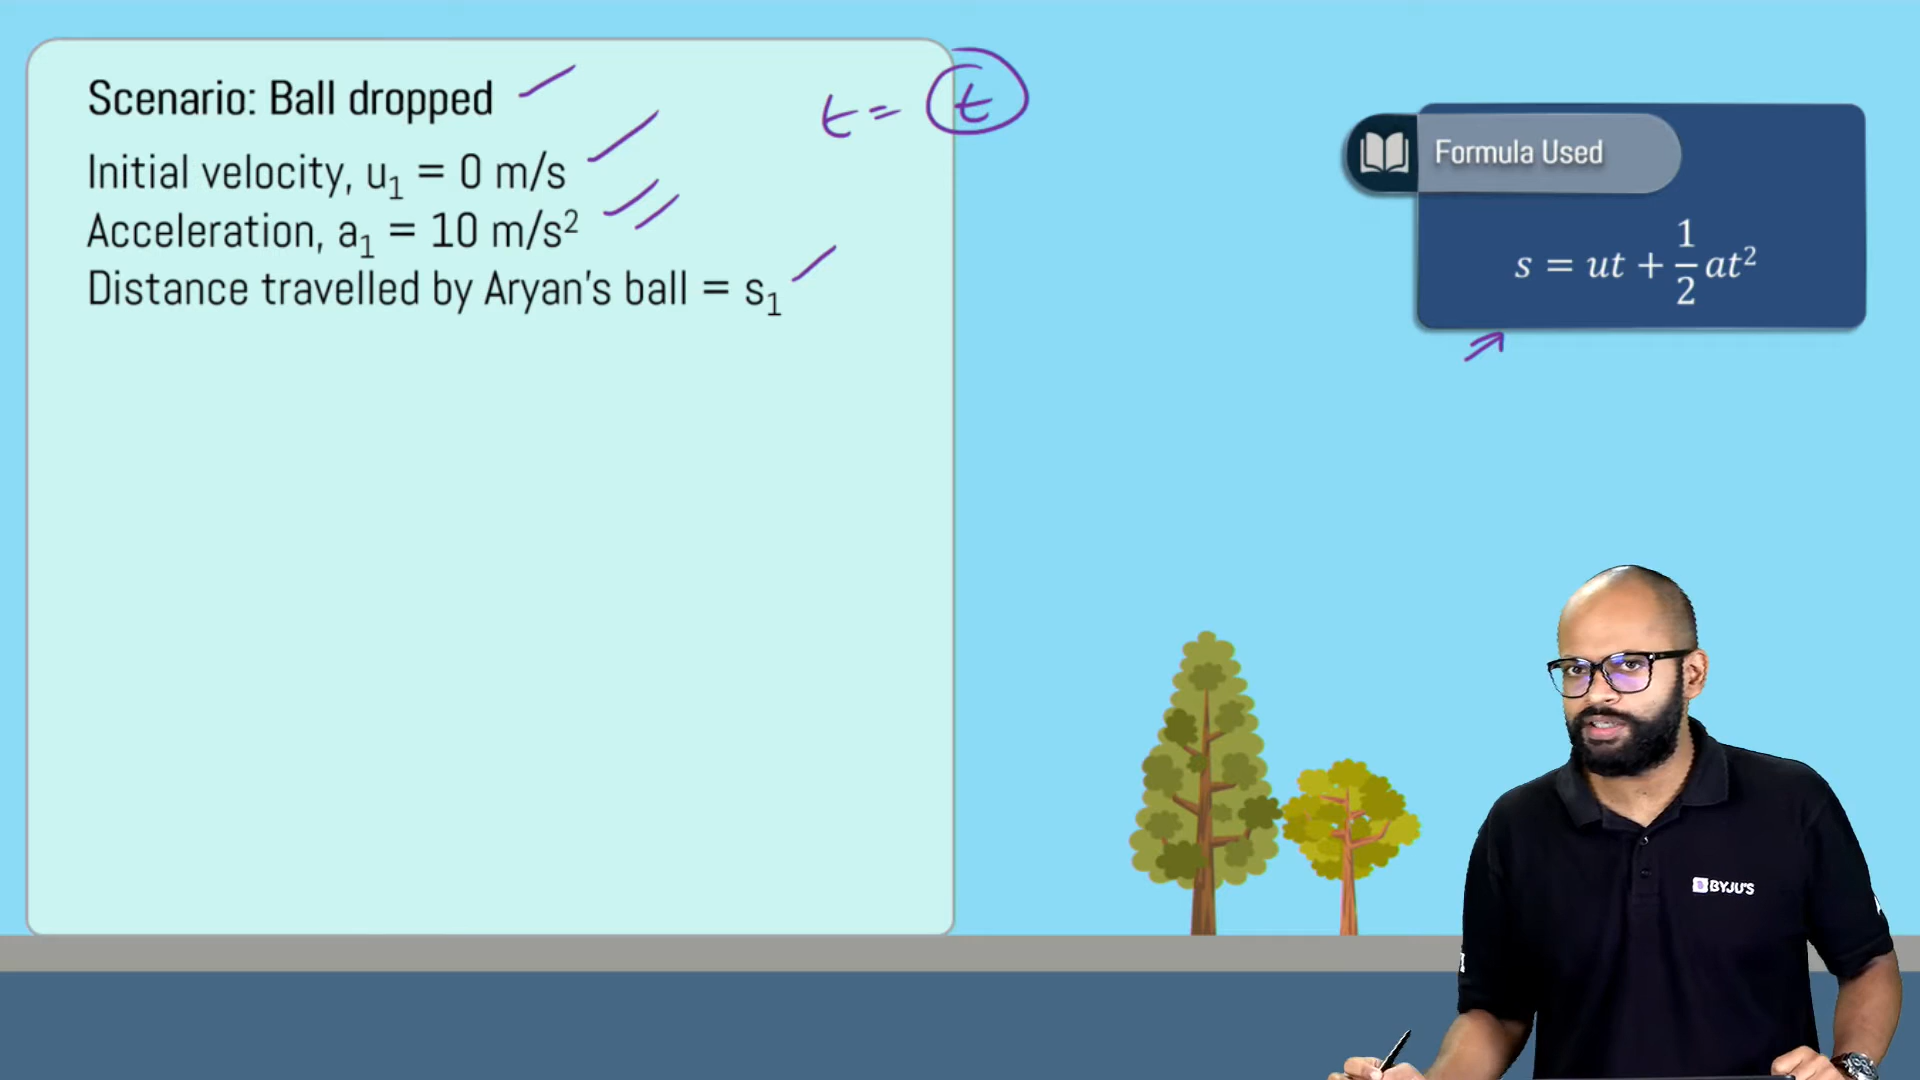 Scenario: Ball dropped
t = t
Initial velocity, u₁ = 0 m/s
Acceleration, a₁ = 10 m/s²
Distance travelled by Aryan's ball = s₁
Formula Used
s = ut + 1/2 at²
BYJU'S